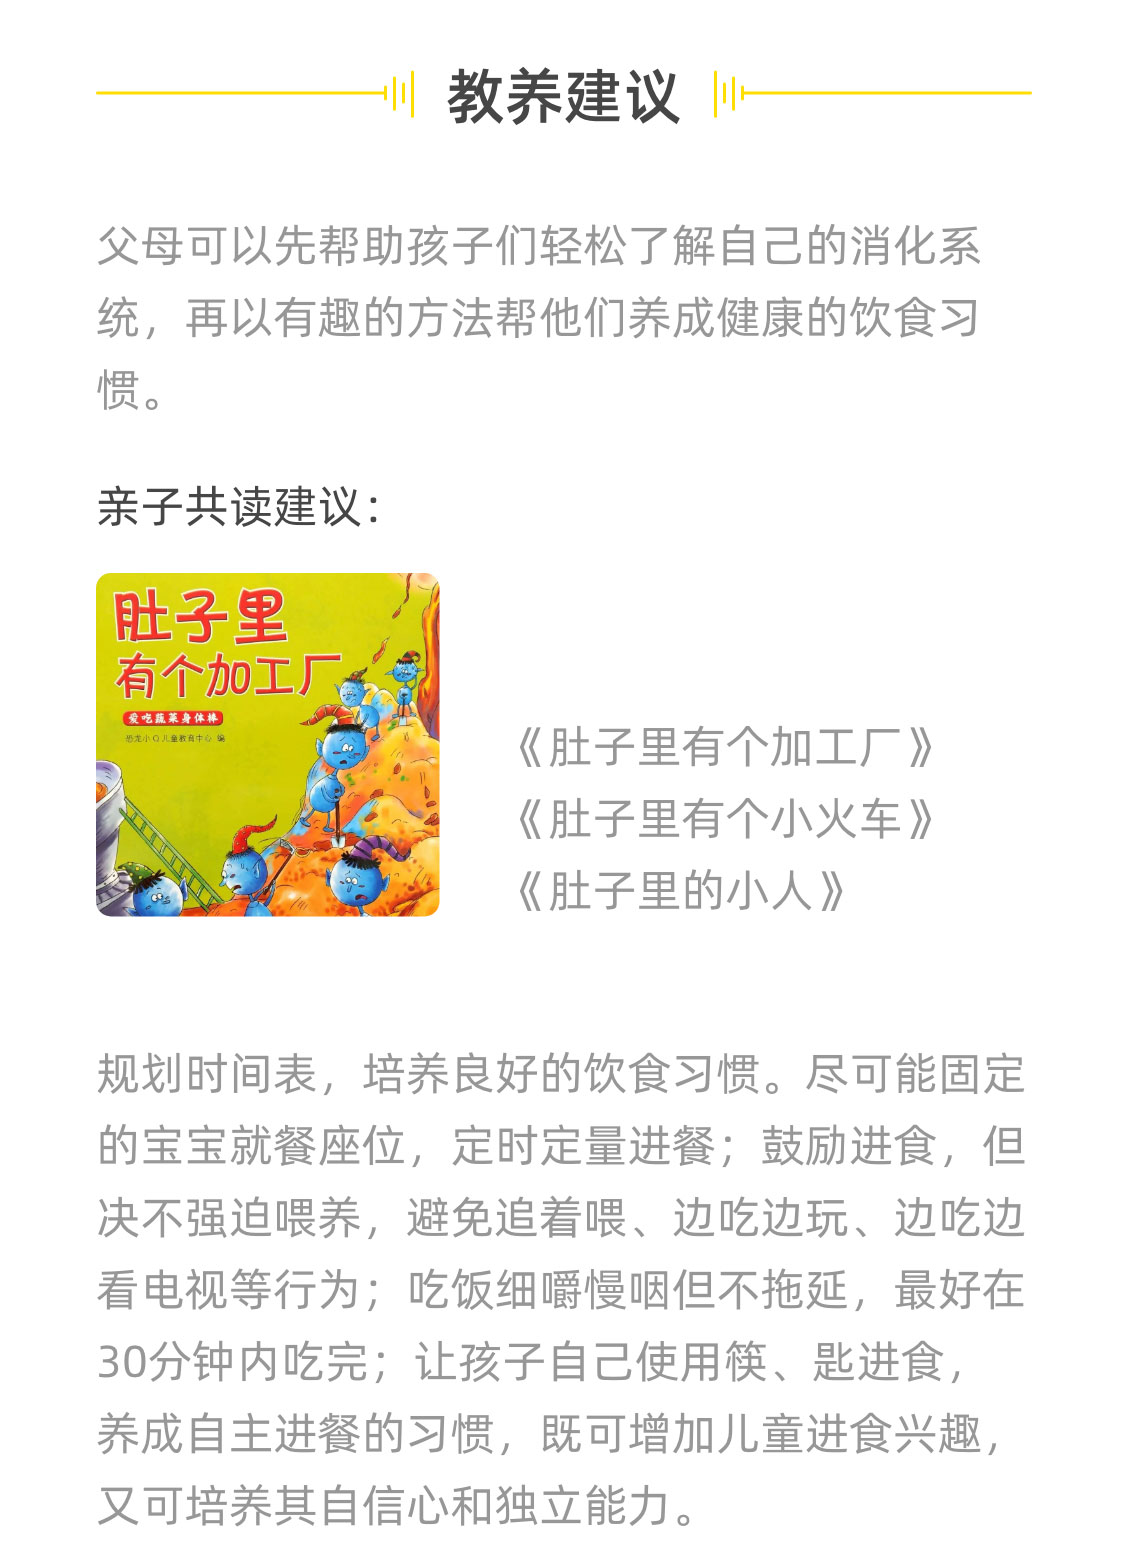 教养建议
父母可以先帮助孩子们轻松了解自己的消化系
统，再以有趣的方法帮他们养成健康的饮食习
惯。
亲子共读建议：
肚子里
有个加工厂
爱吃蔬菜身体棒
恐龙小Q儿童教育中心 编
《肚子里有个加工厂》
《肚子里有个小火车》
《肚子里的小人》
规划时间表，培养良好的饮食习惯。尽可能固定
的宝宝就餐座位，定时定量进餐；鼓励进食，但
决不强迫喂养，避免追着喂、边吃边玩、边吃边
看电视等行为；吃饭细嚼慢咽但不拖延，最好在
30分钟内吃完；让孩子自己使用筷、匙进食，
养成自主进餐的习惯，既可增加儿童进食兴趣，
又可培养其自信心和独立能力。